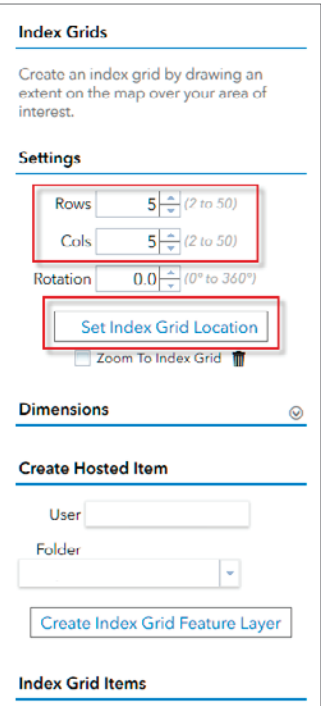 Index Grids
Create an index grid by drawing an
extent on the map over your area of
interest.
Settings
Rows 5 (2 to 50)
Cols 5 (2 to 50)
Rotation 0.0 (0° to 360°)
Set Index Grid Location
Zoom To Index Grid
Dimensions
Create Hosted Item
User
Folder
Create Index Grid Feature Layer
Index Grid Items